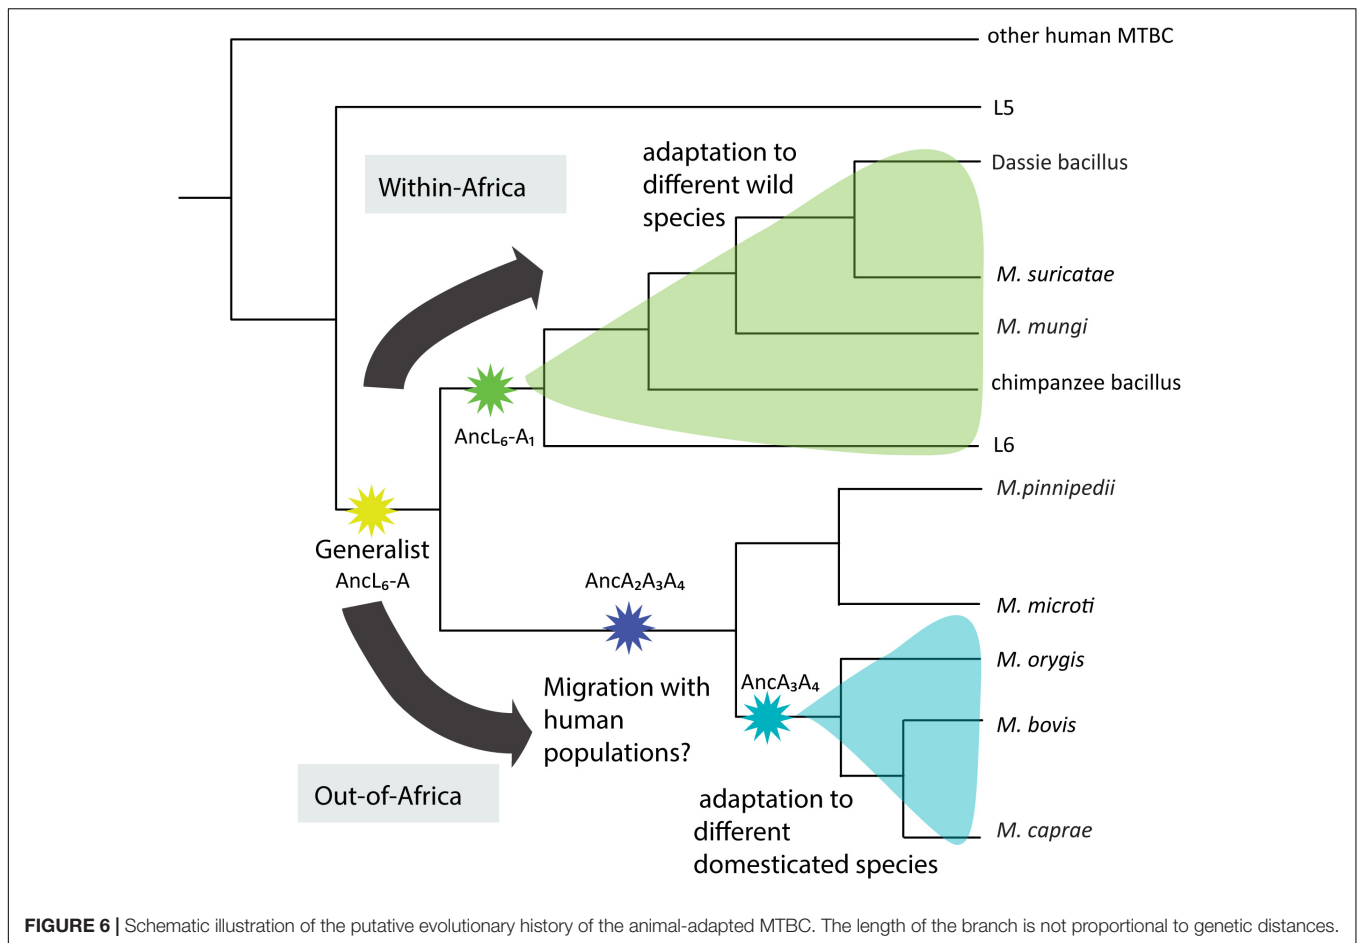 other human MTBC
L5
Within-Africa
adaptation to
different wild
species
Dassie bacillus
M. suricatae
M. mungi
chimpanzee bacillus
AncL₆-A₁
L6
M.pinnipedii
Generalist
AncL₆-A
AncA₂A₃A₄
M. microti
M. orygis
Migration with
human
populations?
AncA₃A₄
M. bovis
Out-of-Africa
adaptation to
different
domesticated species
M. caprae
FIGURE 6 | Schematic illustration of the putative evolutionary history of the animal-adapted MTBC. The length of the branch is not proportional to genetic distances.